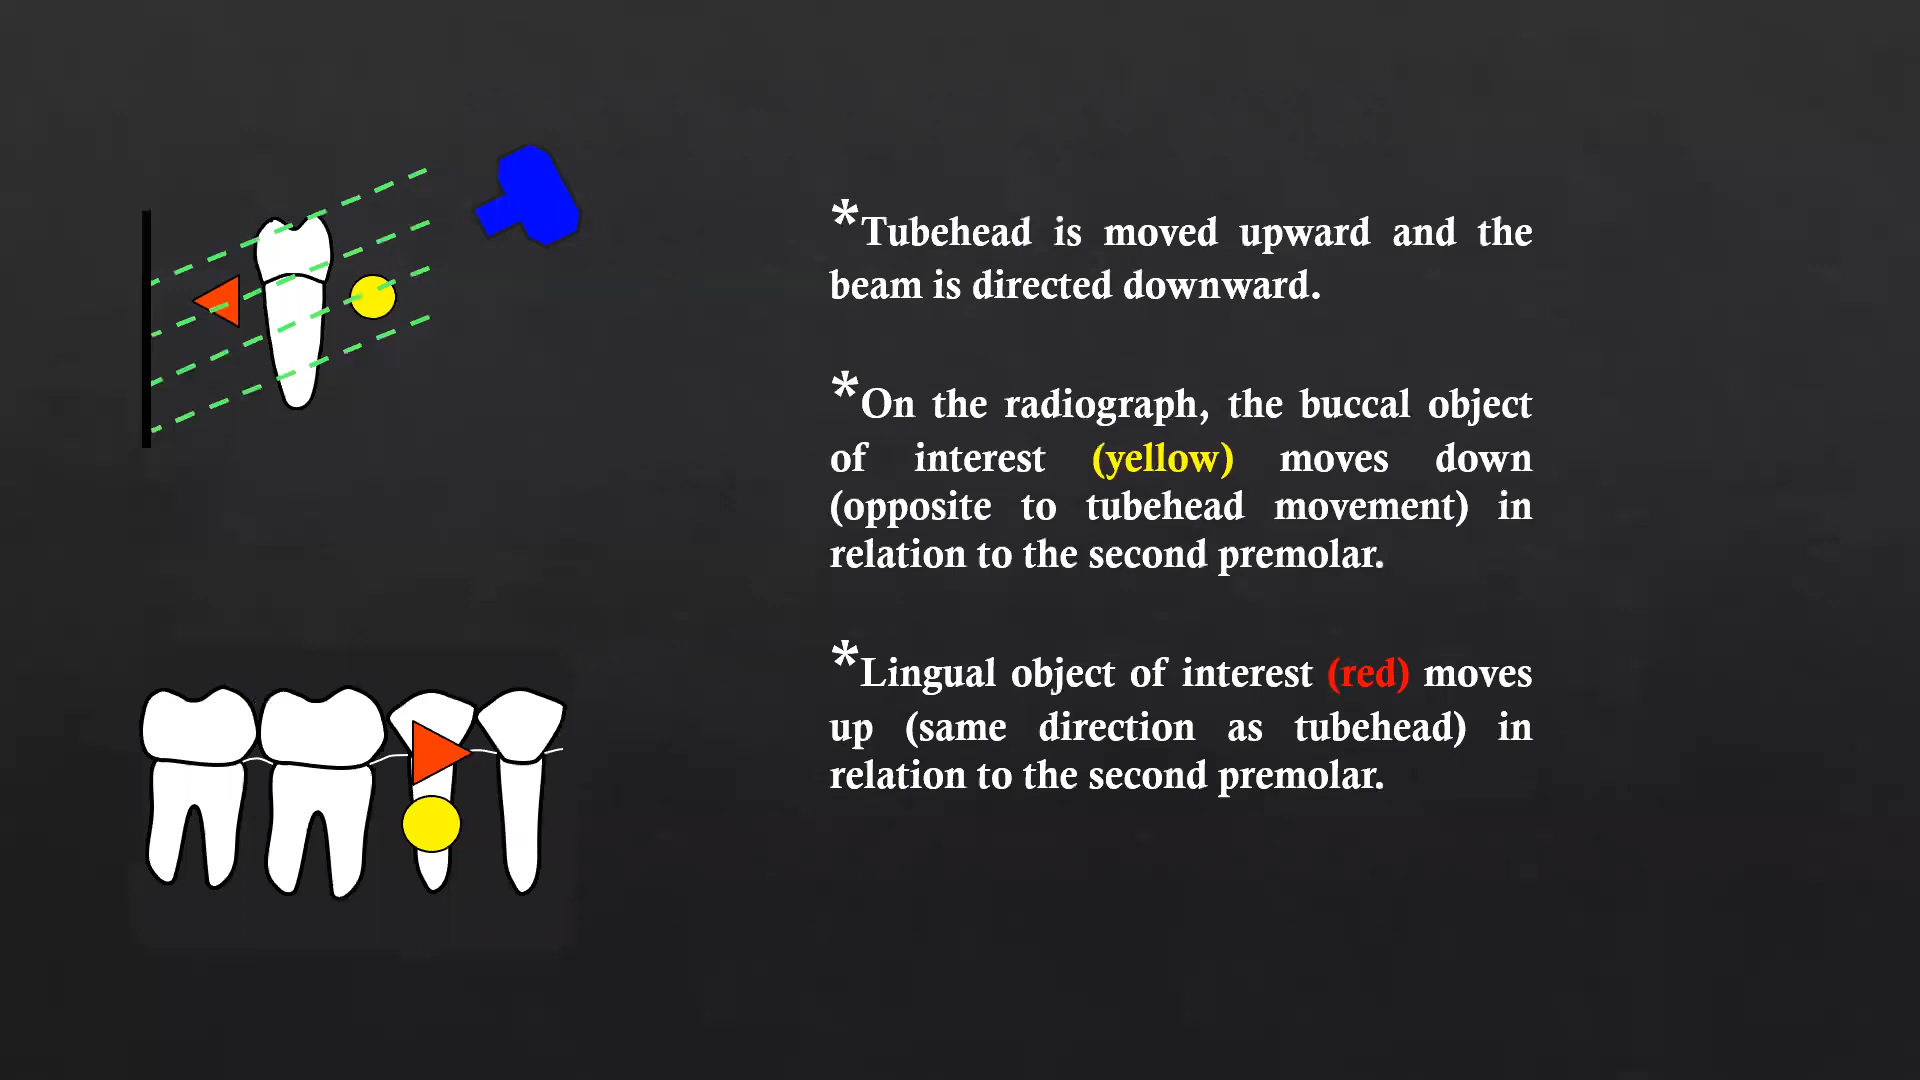 *Tubehead is moved upward and the
beam is directed downward.
*On the radiograph, the buccal object
of interest (yellow) moves down
(opposite to tubehead movement) in
relation to the second premolar.
*Lingual object of interest (red) moves
up (same direction as tubehead) in
relation to the second premolar.